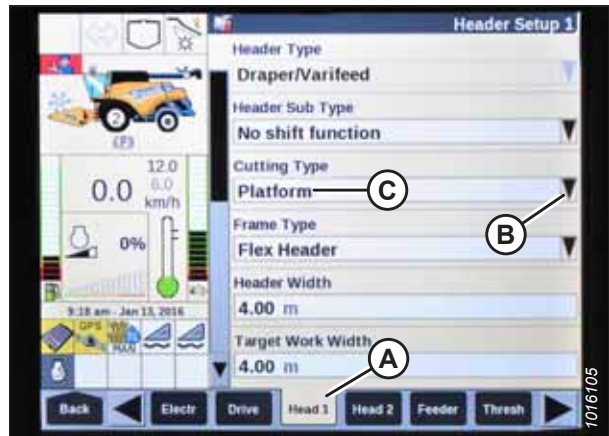 Header Setup 1
Header Type
Draper/Varifeed
Header Sub Type
No shift function
Cutting Type
Platform
C
B
Frame Type
Flex Header
Header Width
4.00 m
Target Work Width
4.00 m
A
2
(P)
12.0
6.0
0.0
km/h
0%
9:18 am - Jan 13, 2016
GPS
MAN
Back
Electr
Drive
Head 1
Head 2
Feeder
Thresh
1016105